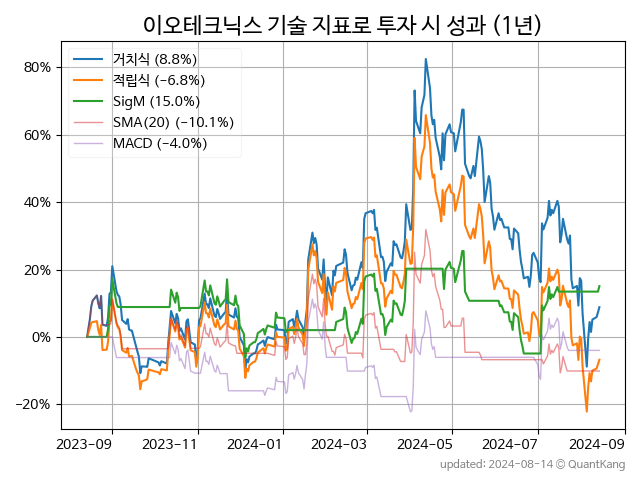 이오테크닉스 기술 지표로 투자 시 성과 (1년)
거치식 (8.8%)
적립식 (−6.8%)
SigM (15.0%)
SMA(20) (−10.1%)
MACD (−4.0%)
80%
60%
40%
20%
0%
−20%
2023-09
2023-11
2024-01
2024-03
2024-05
2024-07
2024-09
updated: 2024-08-14 © QuantKang